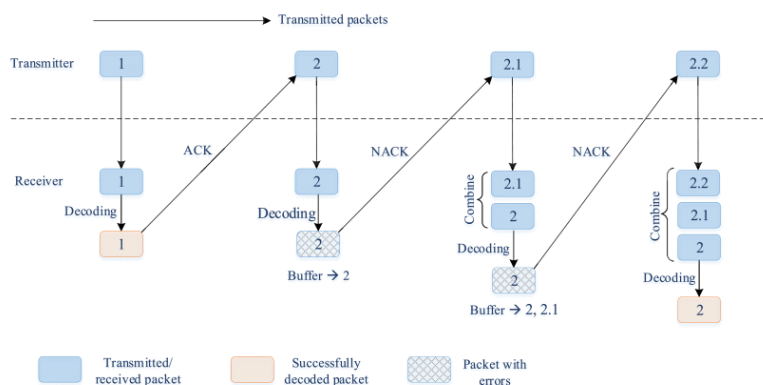 Transmitted packets
Transmitter
1
2
2.1
2.2
ACK
NACK
NACK
Receiver
1
2
2.1
2
Combine
2.2
2.1
2
Combine
Decoding
Decoding
Decoding
Decoding
1
2
2
2
Buffer → 2
Buffer → 2, 2.1
Transmitted/
received packet
Successfully
decoded packet
Packet with
errors